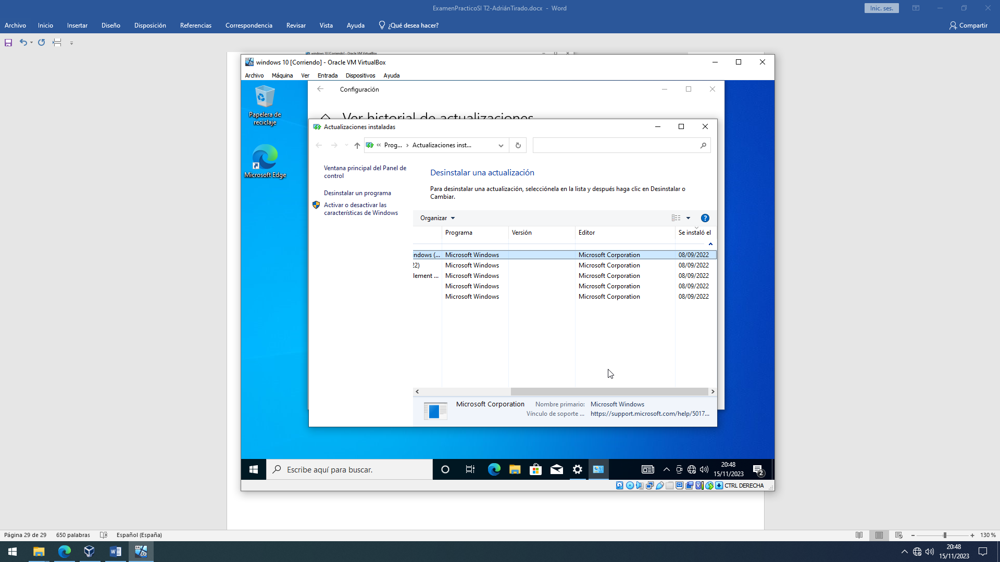 ExamenPracticoSI T2-AdriánTirado.docx - Word
Inic. ses.
Archivo Inicio Insertar Diseño Disposición Referencias Correspondencia Revisar Vista Ayuda ¿Qué desea hacer? Compartir
windows 10 [Corriendo] - Oracle VM VirtualBox
windows 10 [Corriendo] - Oracle VM VirtualBox
Archivo Máquina Ver Entrada Dispositivos Ayuda
Papelera de
reciclaje
Microsoft Edge
Configuración
Ver historial de actualizaciones
Actualizaciones instaladas
« Prog... › Actualizaciones inst...
Ventana principal del Panel de
control
Desinstalar un programa
Activar o desactivar las
características de Windows
Desinstalar una actualización
Para desinstalar una actualización, selecciónela en la lista y después haga clic en Desinstalar o
Cambiar.
Organizar
Programa Versión Editor Se instaló el
ndows (... Microsoft Windows Microsoft Corporation 08/09/2022
22) Microsoft Windows Microsoft Corporation 08/09/2022
lement ... Microsoft Windows Microsoft Corporation 08/09/2022
Microsoft Windows Microsoft Corporation 08/09/2022
Microsoft Windows Microsoft Corporation 08/09/2022
Microsoft Corporation Nombre primario: Microsoft Windows
Vínculo de soporte ... https://support.microsoft.com/help/5017...
Escribe aquí para buscar.
20:48
15/11/2023
2
CTRL DERECHA
Página 29 de 29 650 palabras Español (España) 130 %
20:48
15/11/2023